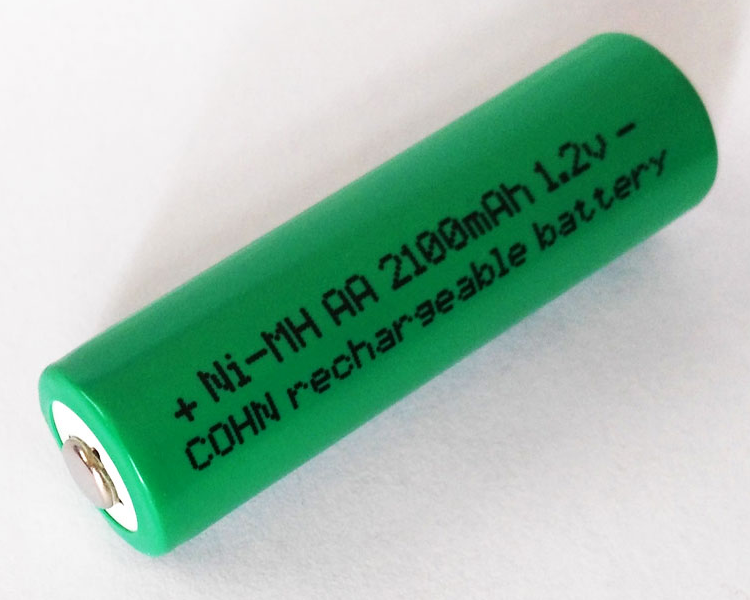 + Ni-MH AA 2100mAh 1.2v -
COHN rechargeable battery